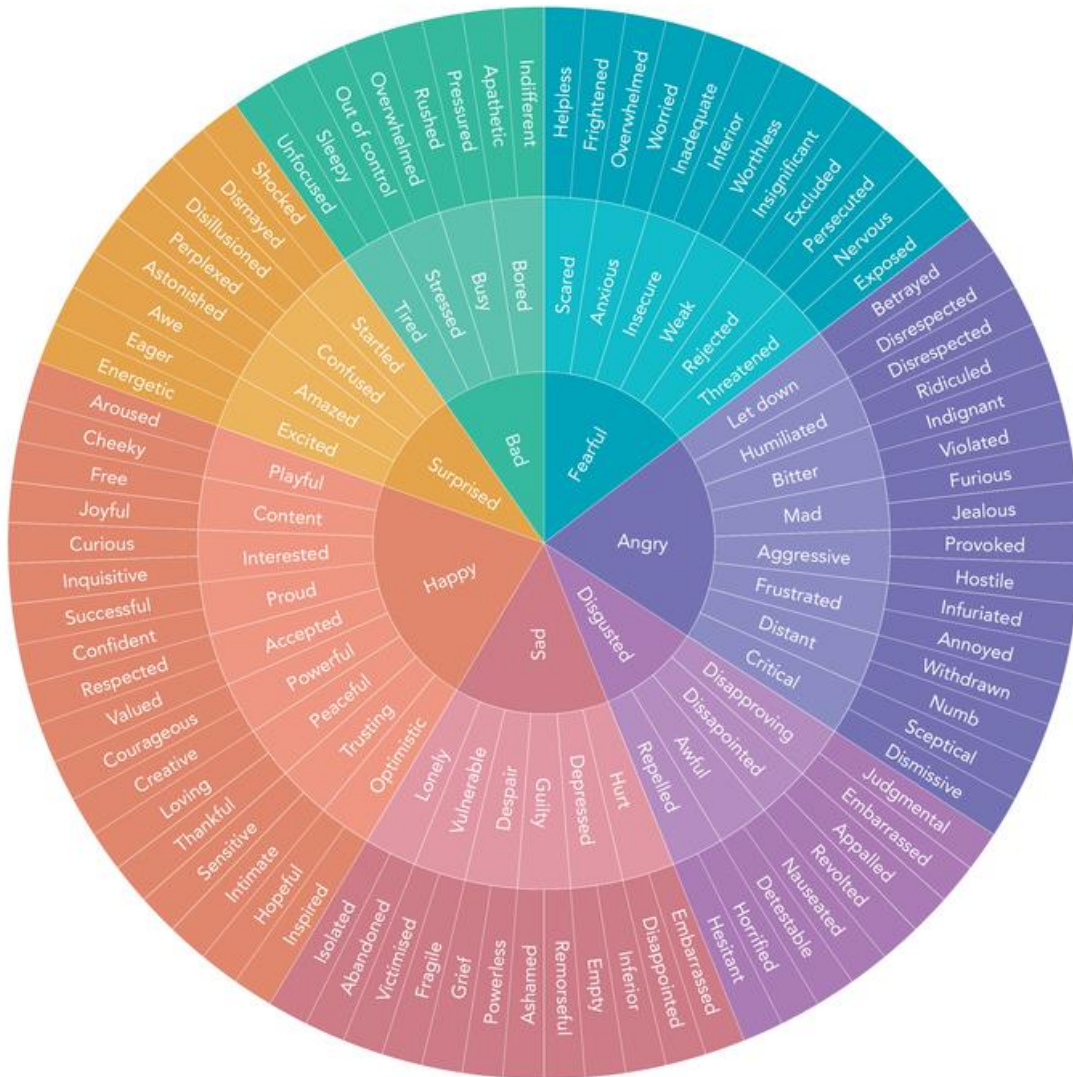 Fearful
Angry
Disgusted
Sad
Happy
Surprised
Bad
Scared
Anxious
Insecure
Weak
Rejected
Threatened
Let down
Humiliated
Bitter
Mad
Aggressive
Frustrated
Distant
Critical
Disapproving
Dissapointed
Awful
Repelled
Hurt
Depressed
Guilty
Despair
Vulnerable
Lonely
Optimistic
Trusting
Peaceful
Powerful
Accepted
Proud
Interested
Content
Playful
Excited
Amazed
Confused
Startled
Tired
Stressed
Busy
Bored
Helpless
Frightened
Overwhelmed
Worried
Inadequate
Inferior
Worthless
Insignificant
Excluded
Persecuted
Nervous
Exposed
Betrayed
Disrespected
Disrespected
Ridiculed
Indignant
Violated
Furious
Jealous
Provoked
Hostile
Infuriated
Annoyed
Withdrawn
Numb
Sceptical
Dismissive
Judgmental
Embarrassed
Appalled
Revolted
Nauseated
Detestable
Horrified
Hesitant
Embarrassed
Disappointed
Inferior
Empty
Remorseful
Ashamed
Powerless
Grief
Fragile
Victimised
Abandoned
Isolated
Inspired
Hopeful
Intimate
Sensitive
Thankful
Loving
Creative
Courageous
Valued
Respected
Confident
Successful
Inquisitive
Curious
Joyful
Free
Cheeky
Aroused
Energetic
Eager
Awe
Astonished
Perplexed
Disillusioned
Dismayed
Shocked
Unfocused
Sleepy
Out of control
Overwhelmed
Rushed
Pressured
Apathetic
Indifferent